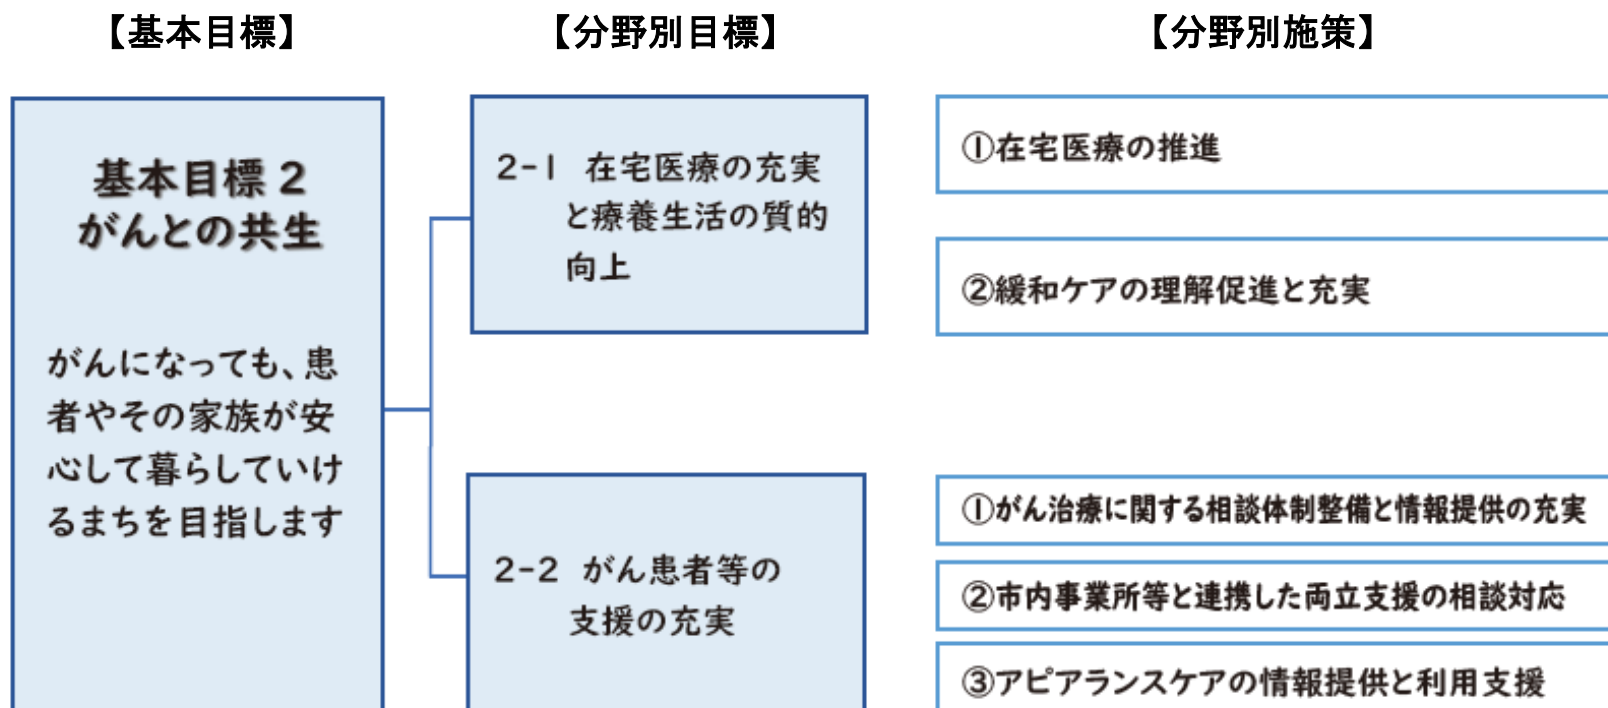 【基本目標】
【分野別目標】
【分野別施策】
基本目標2
がんとの共生
がんになっても、患
者やその家族が安
心して暮らしていけ
るまちを目指します
2-1 在宅医療の充実
と療養生活の質的
向上
①在宅医療の推進
②緩和ケアの理解促進と充実
2-2 がん患者等の
支援の充実
①がん治療に関する相談体制整備と情報提供の充実
②市内事業所等と連携した両立支援の相談対応
③アピアランスケアの情報提供と利用支援